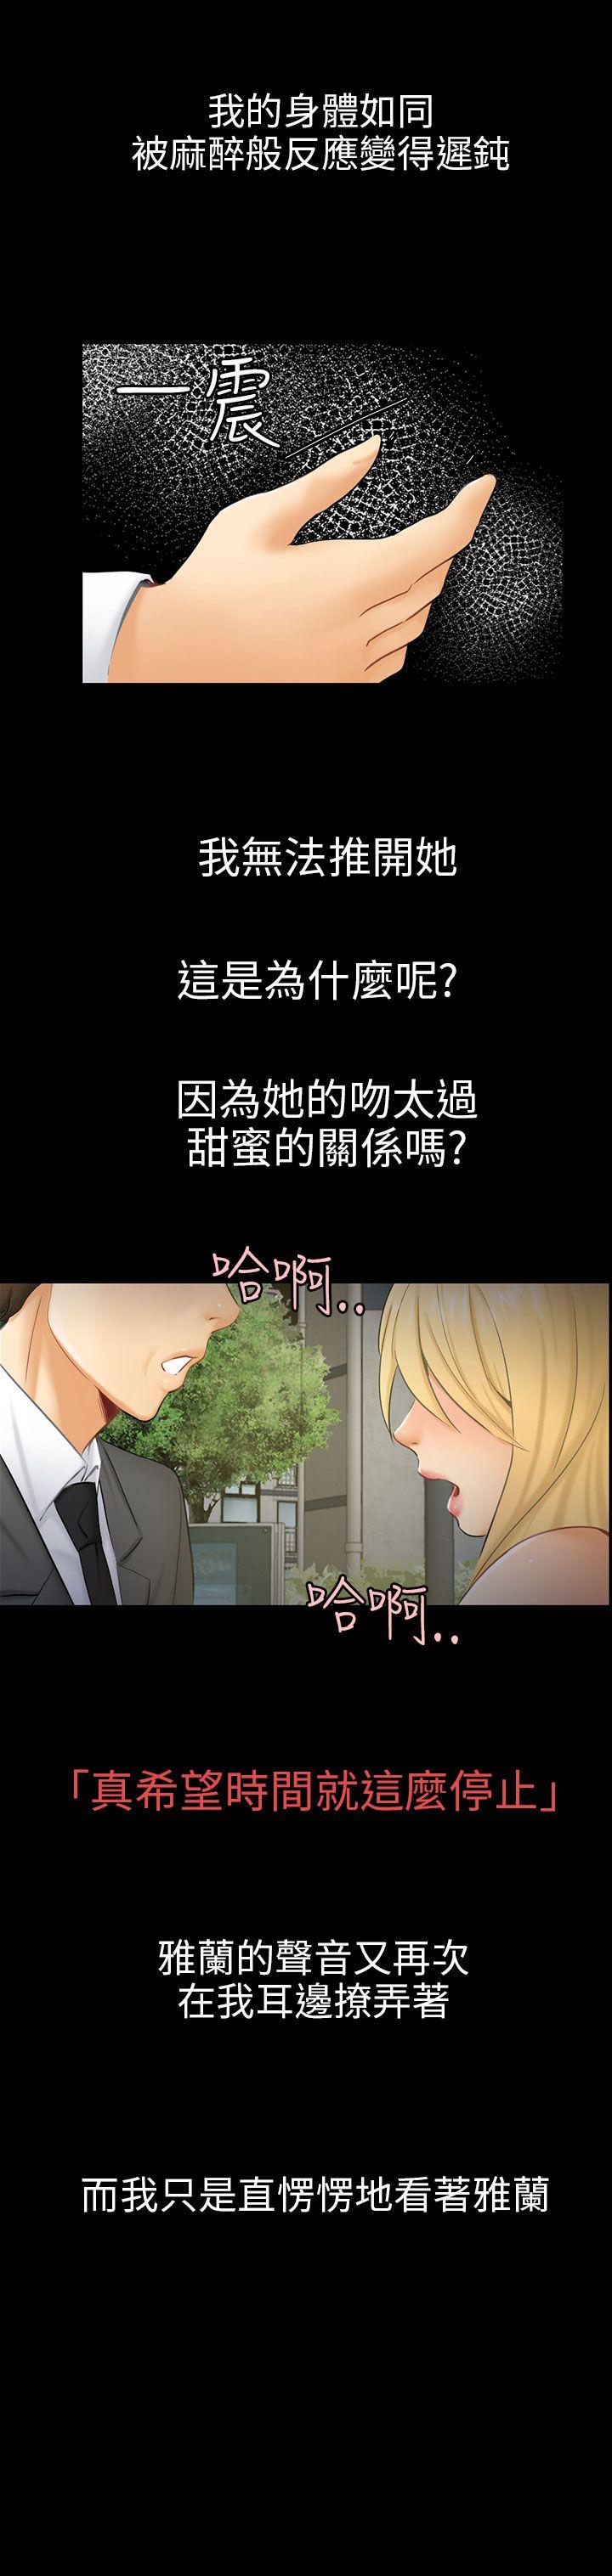 我的身體如同
被麻醉般反應變得遲鈍
一震
我無法推開她
這是為什麼呢?
因為她的吻太過
甜蜜的關係嗎?
哈啊..
哈啊..
「真希望時間就這麼停止」
雅蘭的聲音又再次
在我耳邊撩弄著
而我只是直愣愣地看著雅蘭